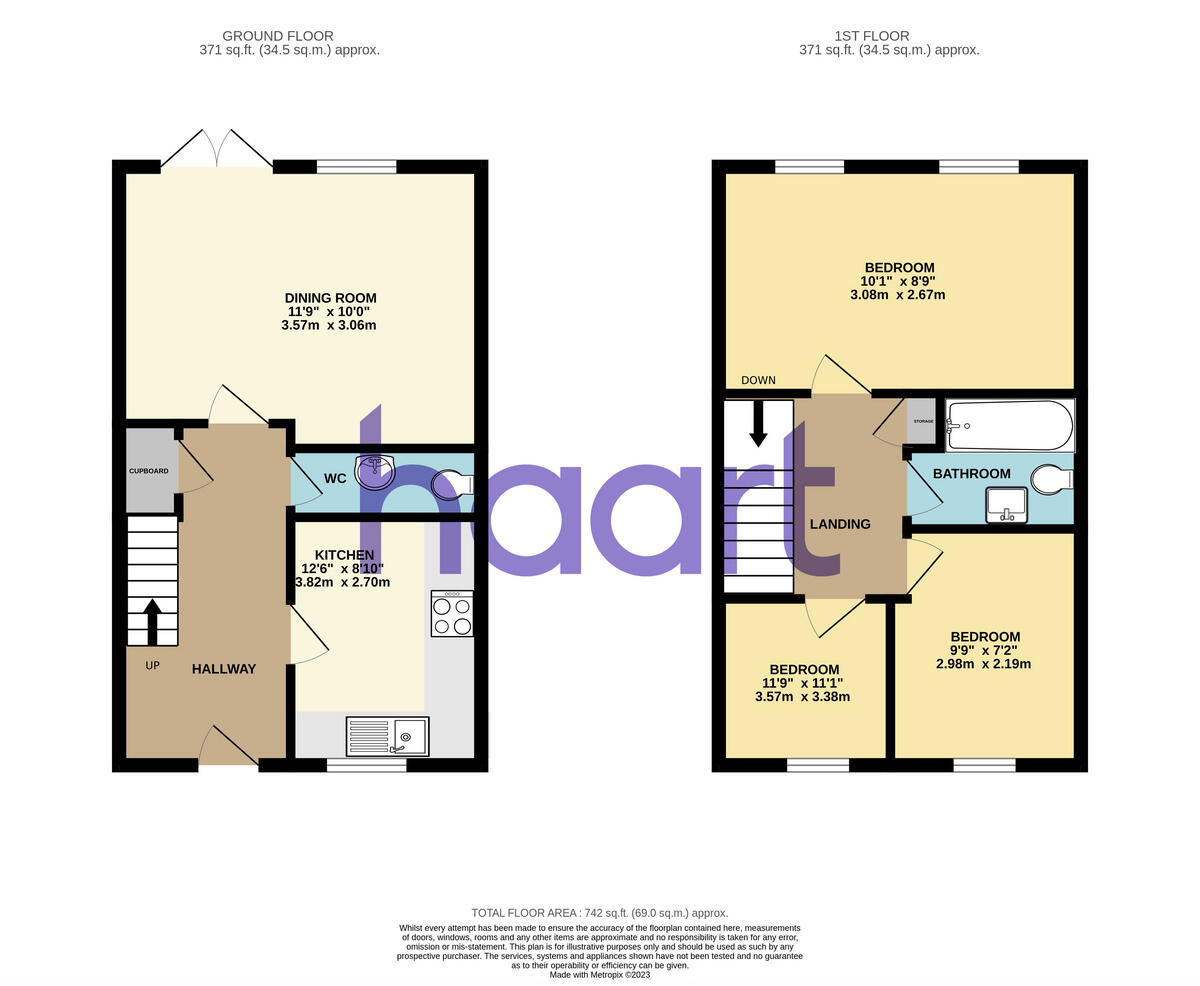 GROUND FLOOR
371 sq.ft. (34.5 sq.m.) approx.
1ST FLOOR
371 sq.ft. (34.5 sq.m.) approx.
DINING ROOM
11'9" x 10'0"
3.57m x 3.06m
CUPBOARD
WC
KITCHEN
12'6" x 8'10"
3.82m x 2.70m
UP
HALLWAY
haart
BEDROOM
10'1" x 8'9"
3.08m x 2.67m
DOWN
STORAGE
BATHROOM
LANDING
BEDROOM
9'9" x 7'2"
2.98m x 2.19m
BEDROOM
11'9" x 11'1"
3.57m x 3.38m
TOTAL FLOOR AREA : 742 sq.ft. (69.0 sq.m.) approx.
Whilst every attempt has been made to ensure the accuracy of the floorplan contained here, measurements
of doors, windows, rooms and any other items are approximate and no responsibility is taken for any error,
omission or mis-statement. This plan is for illustrative purposes only and should be used as such by any
prospective purchaser. The services, systems and appliances shown have not been tested and no guarantee
as to their operability or efficiency can be given.
Made with Metropix ©2023